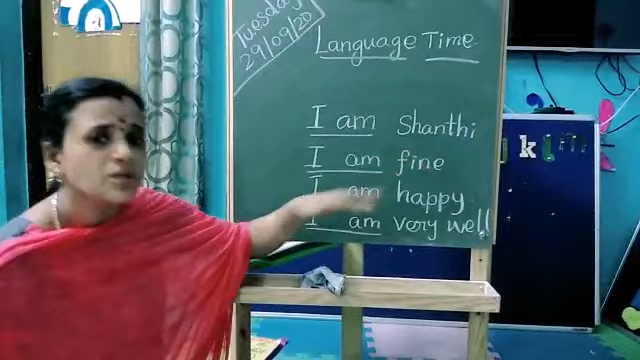 Tuesday
29/09/20
Language Time
I am Shanthi
I am fine
I am happy
I am very well
k l m